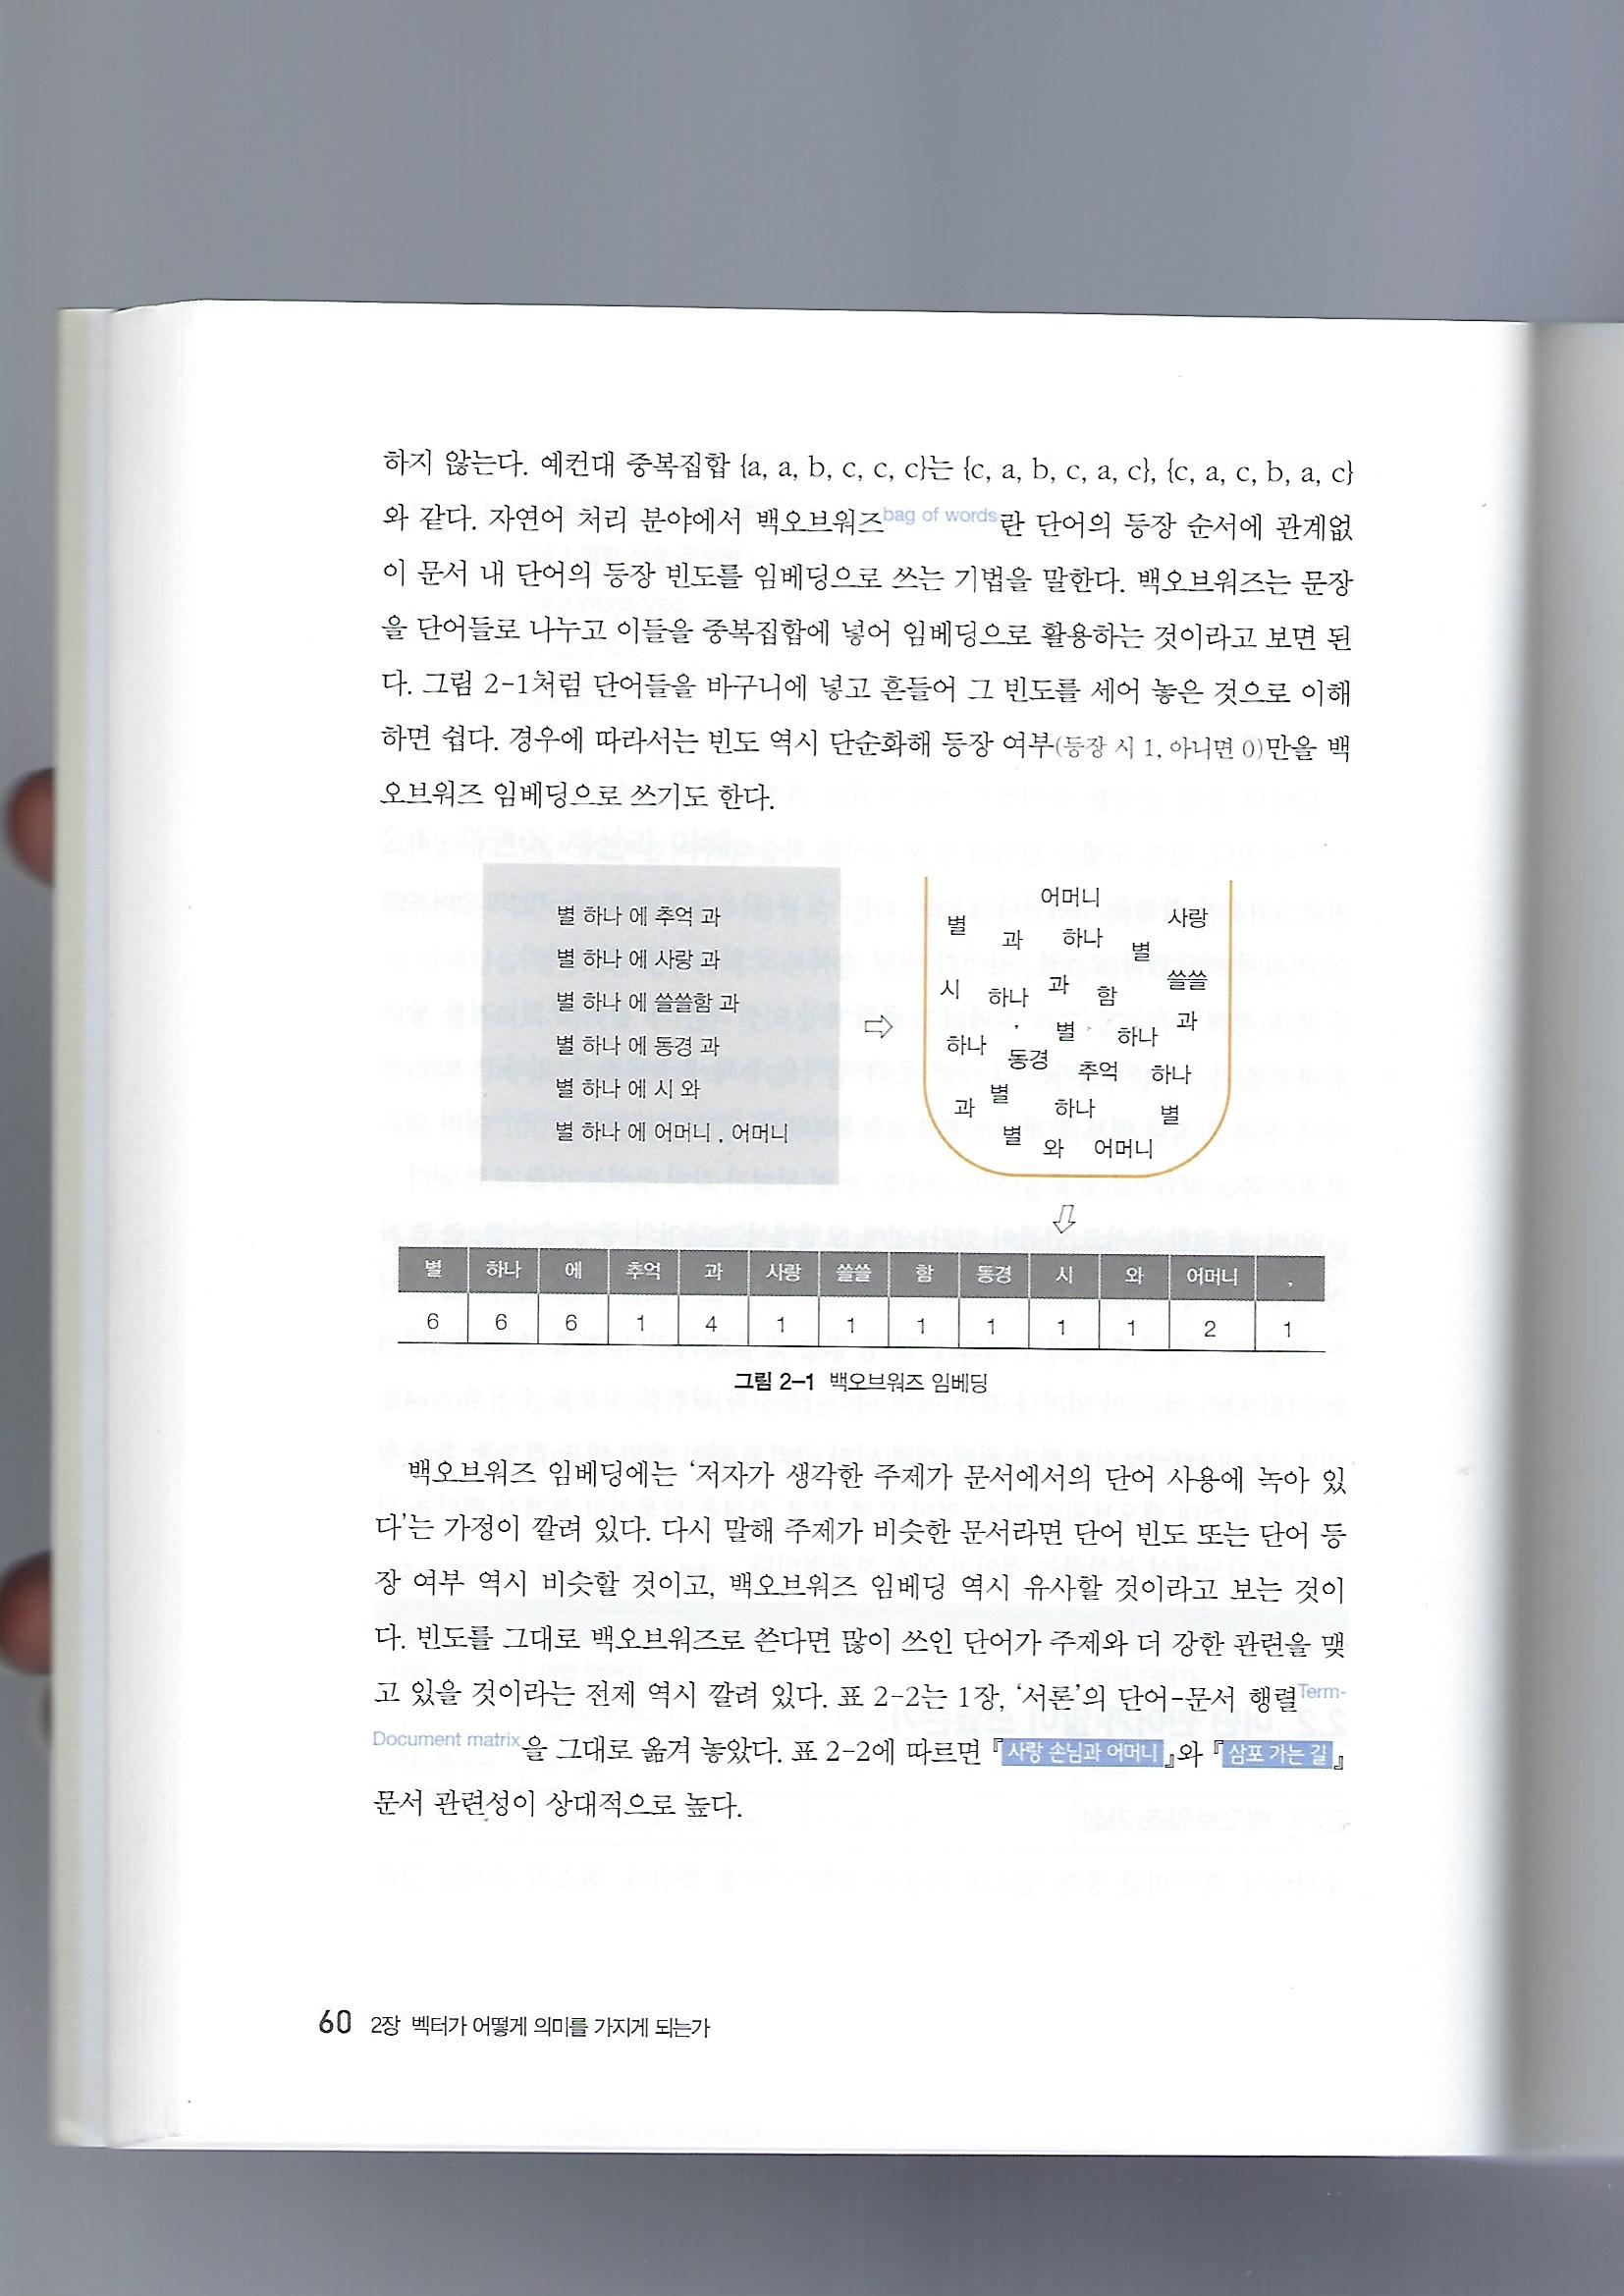 하지 않는다. 예컨대 중복집합 {a, a, b, c, c, c}는 {c, a, b, c, a, c}, {c, a, c, b, a, c}
와 같다. 자연어 처리 분야에서 백오브워즈bag of words란 단어의 등장 순서에 관계없
이 문서 내 단어의 등장 빈도를 임베딩으로 쓰는 기법을 말한다. 백오브워즈는 문장
을 단어들로 나누고 이들을 중복집합에 넣어 임베딩으로 활용하는 것이라고 보면 된
다. 그림 2-1처럼 단어들을 바구니에 넣고 흔들어 그 빈도를 세어 놓은 것으로 이해
하면 쉽다. 경우에 따라서는 빈도 역시 단순화해 등장 여부(등장 시 1, 아니면 0)만을 백
오브워즈 임베딩으로 쓰기도 한다.
별 하나 에 추억 과
별 하나 에 사랑 과
별 하나 에 쓸쓸함 과
별 하나 에 동경 과
별 하나 에 시 와
별 하나 에 어머니 , 어머니
어머니
별 과 하나 별 사랑
시 하나 과 함 쓸쓸
하나 , 별 하나 과
동경 추억 하나
과 별 하나 별
별 와 어머니
별 하나 에 추억 과 사랑 쓸쓸 함 동경 시 와 어머니 ,
6 6 6 1 4 1 1 1 1 1 1 2 1
그림 2-1 백오브워즈 임베딩
백오브워즈 임베딩에는 ‘저자가 생각한 주제가 문서에서의 단어 사용에 녹아 있
다’는 가정이 깔려 있다. 다시 말해 주제가 비슷한 문서라면 단어 빈도 또는 단어 등
장 여부 역시 비슷할 것이고, 백오브워즈 임베딩 역시 유사할 것이라고 보는 것이
다. 빈도를 그대로 백오브워즈로 쓴다면 많이 쓰인 단어가 주제와 더 강한 관련을 맺
고 있을 것이라는 전제 역시 깔려 있다. 표 2-2는 1장, ‘서론’의 단어-문서 행렬Term-
Document matrix을 그대로 옮겨 놓았다. 표 2-2에 따르면 『사랑 손님과 어머니』와 『삼포 가는 길』
문서 관련성이 상대적으로 높다.
60 2장 벡터가 어떻게 의미를 가지게 되는가